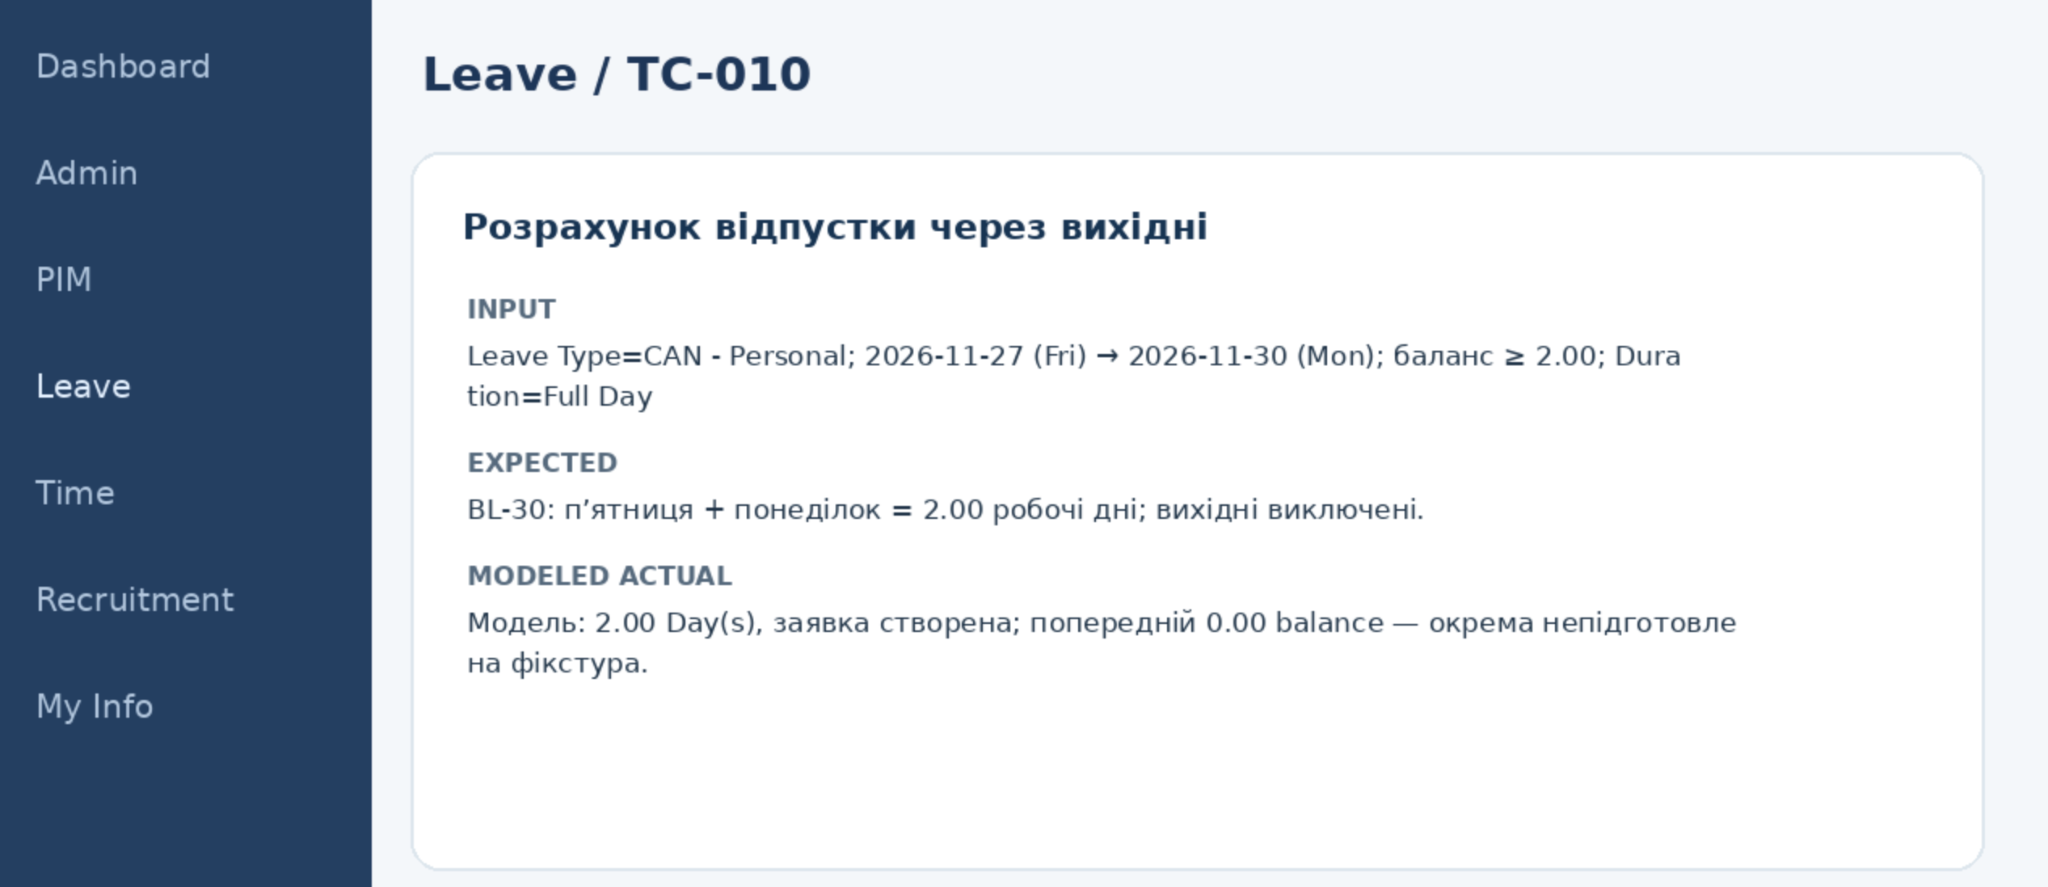 Dashboard
Admin
PIM
Leave
Time
Recruitment
My Info
Leave / TC-010
Розрахунок відпустки через вихідні
INPUT
Leave Type=CAN - Personal; 2026-11-27 (Fri) → 2026-11-30 (Mon); баланс ≥ 2.00; Dura
tion=Full Day
EXPECTED
BL-30: п’ятниця + понеділок = 2.00 робочі дні; вихідні виключені.
MODELED ACTUAL
Модель: 2.00 Day(s), заявка створена; попередній 0.00 balance — окрема непідготовле
на фікстура.